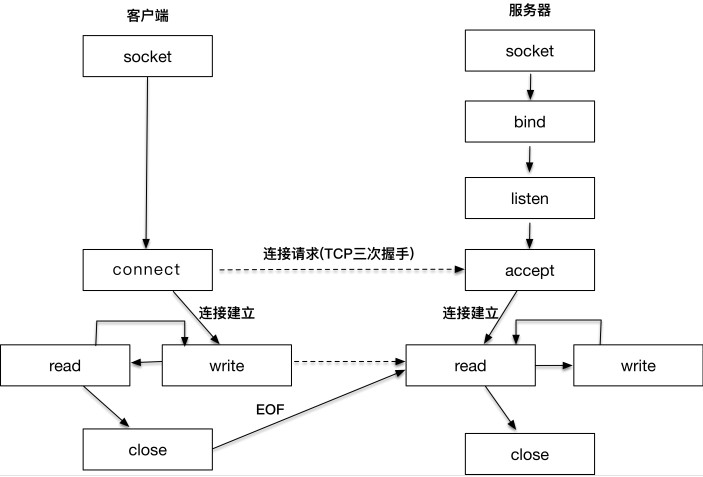 客户端
服务器
socket
socket
bind
listen
connect
连接请求(TCP三次握手)
accept
连接建立
连接建立
read
write
read
write
EOF
close
close